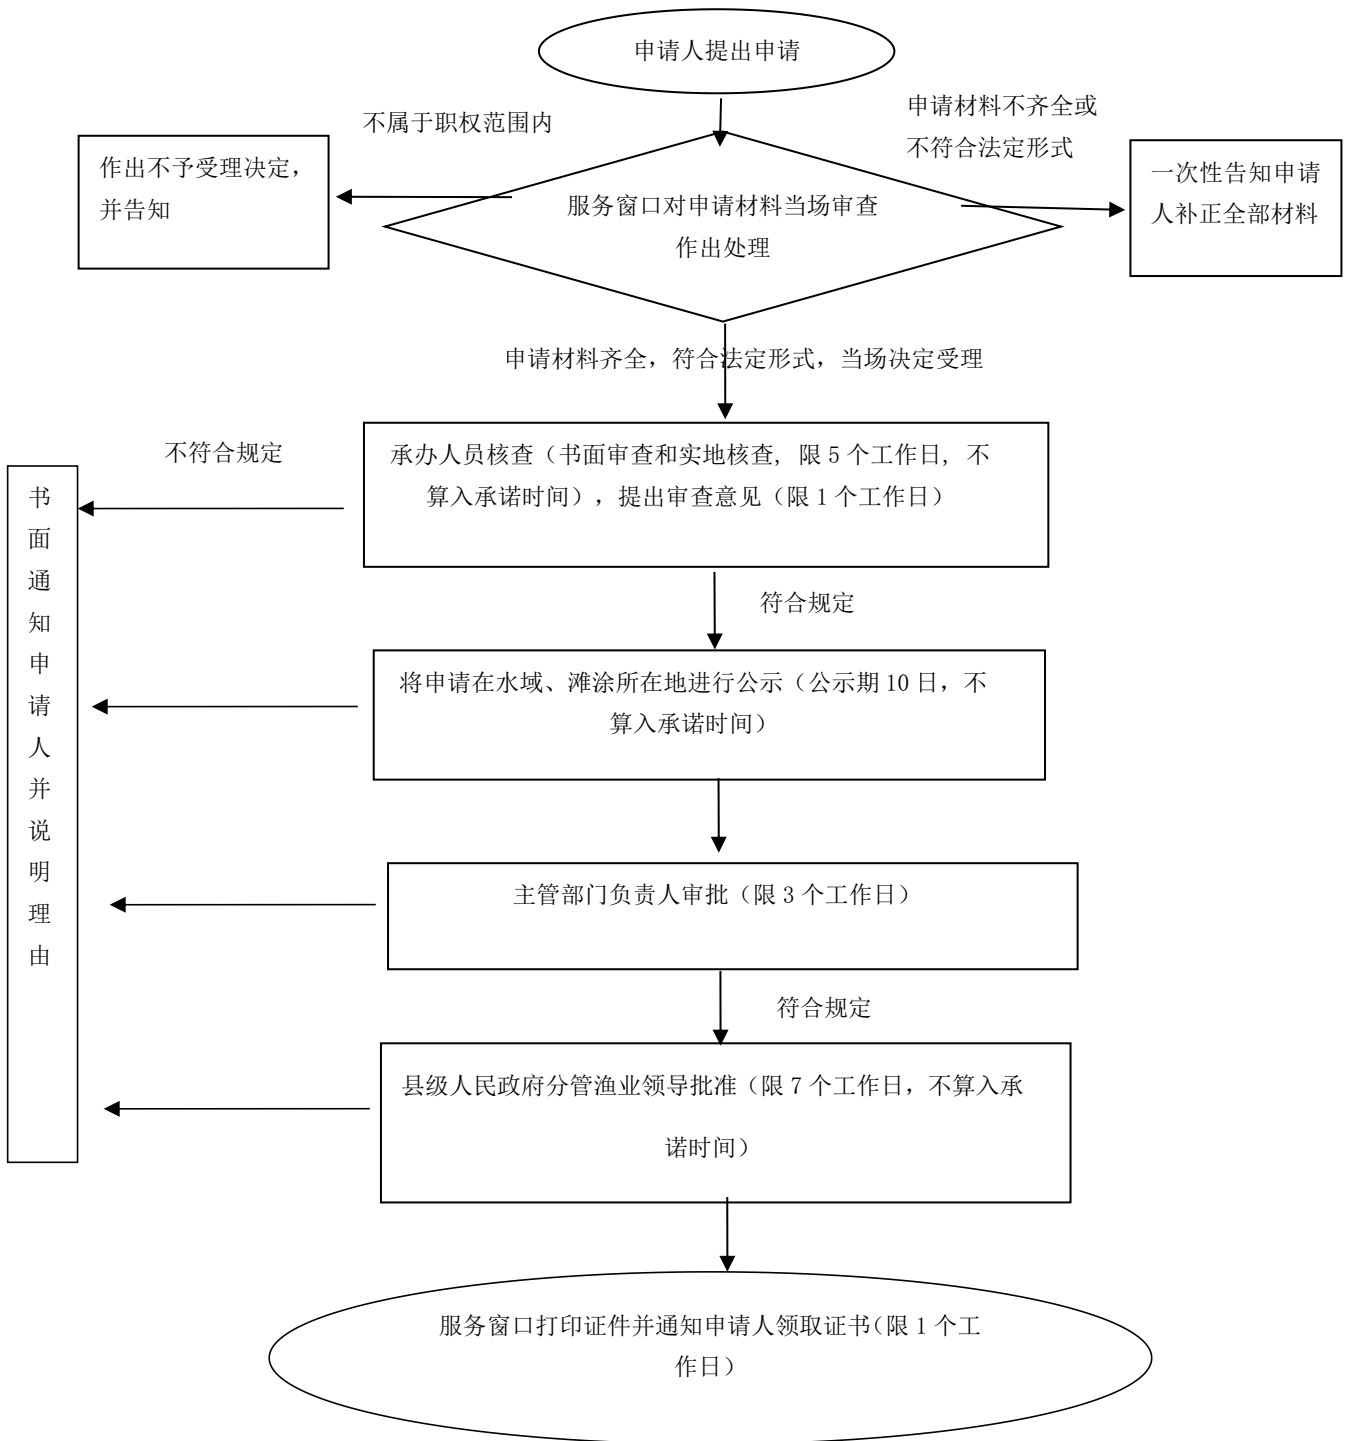 申请人提出申请
不属于职权范围内
申请材料不齐全或
不符合法定形式
作出不予受理决定，
并告知
服务窗口对申请材料当场审查
作出处理
一次性告知申请
人补正全部材料
申请材料齐全，符合法定形式，当场决定受理
不符合规定
承办人员核查（书面审查和实地核查, 限 5 个工作日, 不
算入承诺时间），提出审查意见（限 1 个工作日）
书
面
通
知
申
请
人
并
说
明
理
由
符合规定
将申请在水域、滩涂所在地进行公示（公示期 10 日，不
算入承诺时间）
主管部门负责人审批（限 3 个工作日）
符合规定
县级人民政府分管渔业领导批准（限 7 个工作日，不算入承
诺时间）
服务窗口打印证件并通知申请人领取证书(限 1 个工
作日）